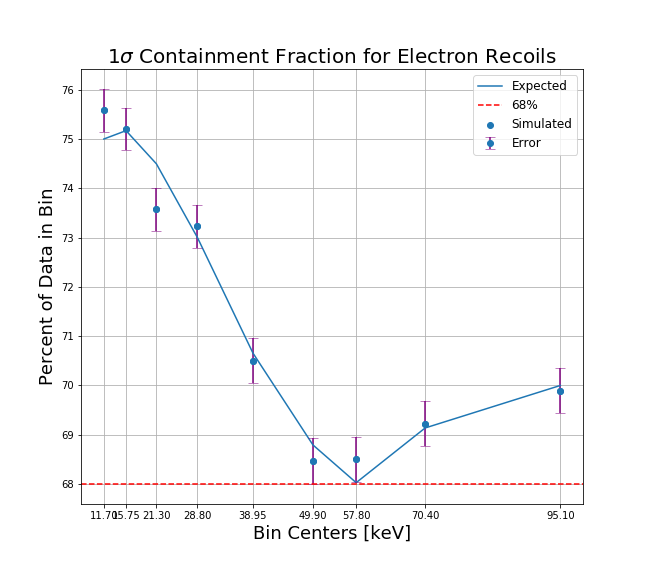 1σ Containment Fraction for Electron Recoils
Expected
68%
Simulated
Error
76
75
74
73
72
71
70
69
68
Percent of Data in Bin
11.70 15.75 21.30 28.80 38.95 49.90 57.80 70.40 95.10
Bin Centers [keV]